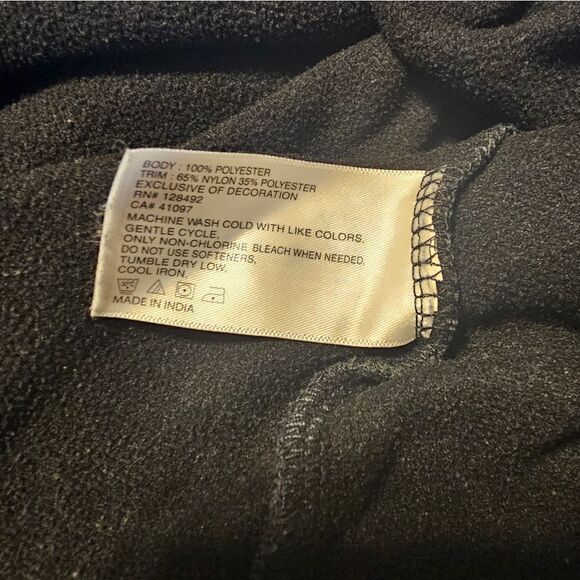 BODY : 100% POLYESTER
TRIM : 65% NYLON 35% POLYESTER
EXCLUSIVE OF DECORATION
RN# 128492
CA# 41097
MACHINE WASH COLD WITH LIKE COLORS,
GENTLE CYCLE,
ONLY NON-CHLORINE BLEACH WHEN NEEDED,
DO NOT USE SOFTENERS,
TUMBLE DRY LOW,
COOL IRON.
MADE IN INDIA